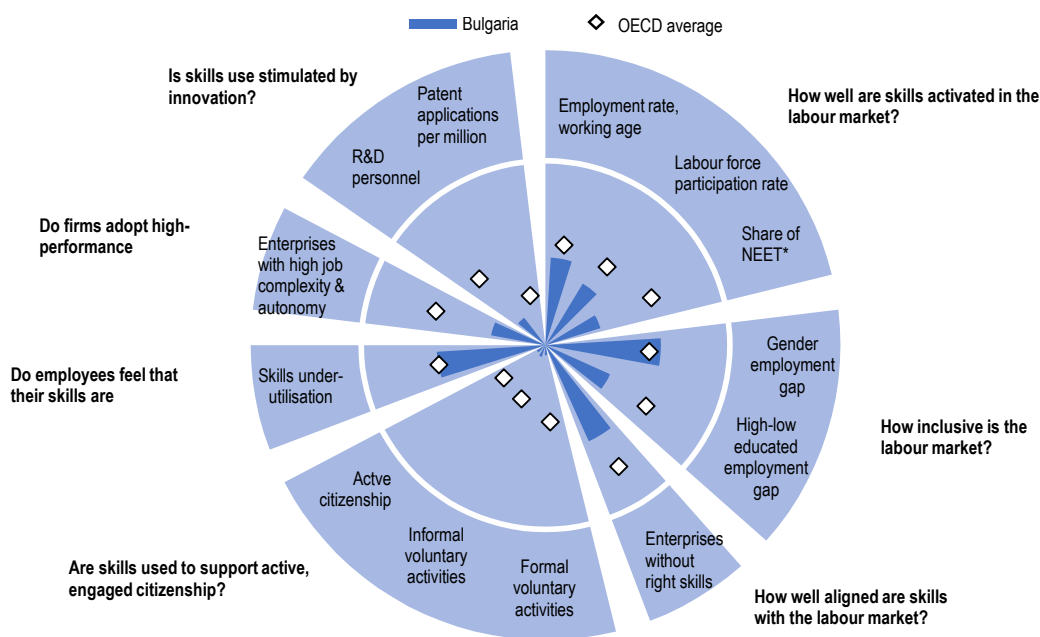 Bulgaria
OECD average
Is skills use stimulated by
innovation?
Patent
applications
per million
R&D
personnel
Employment rate,
working age
Labour force
participation rate
Share of
NEET*
How well are skills activated in the
labour market?
Do firms adopt high-
performance
Enterprises
with high job
complexity &
autonomy
Gender
employment
gap
High-low
educated
employment
gap
How inclusive is the
labour market?
Do employees feel that
their skills are
Skills under-
utilisation
Actve
citizenship
Informal
voluntary
activities
Formal
voluntary
activities
Are skills used to support active,
engaged citizenship?
Enterprises
without
right skills
How well aligned are skills
with the labour market?